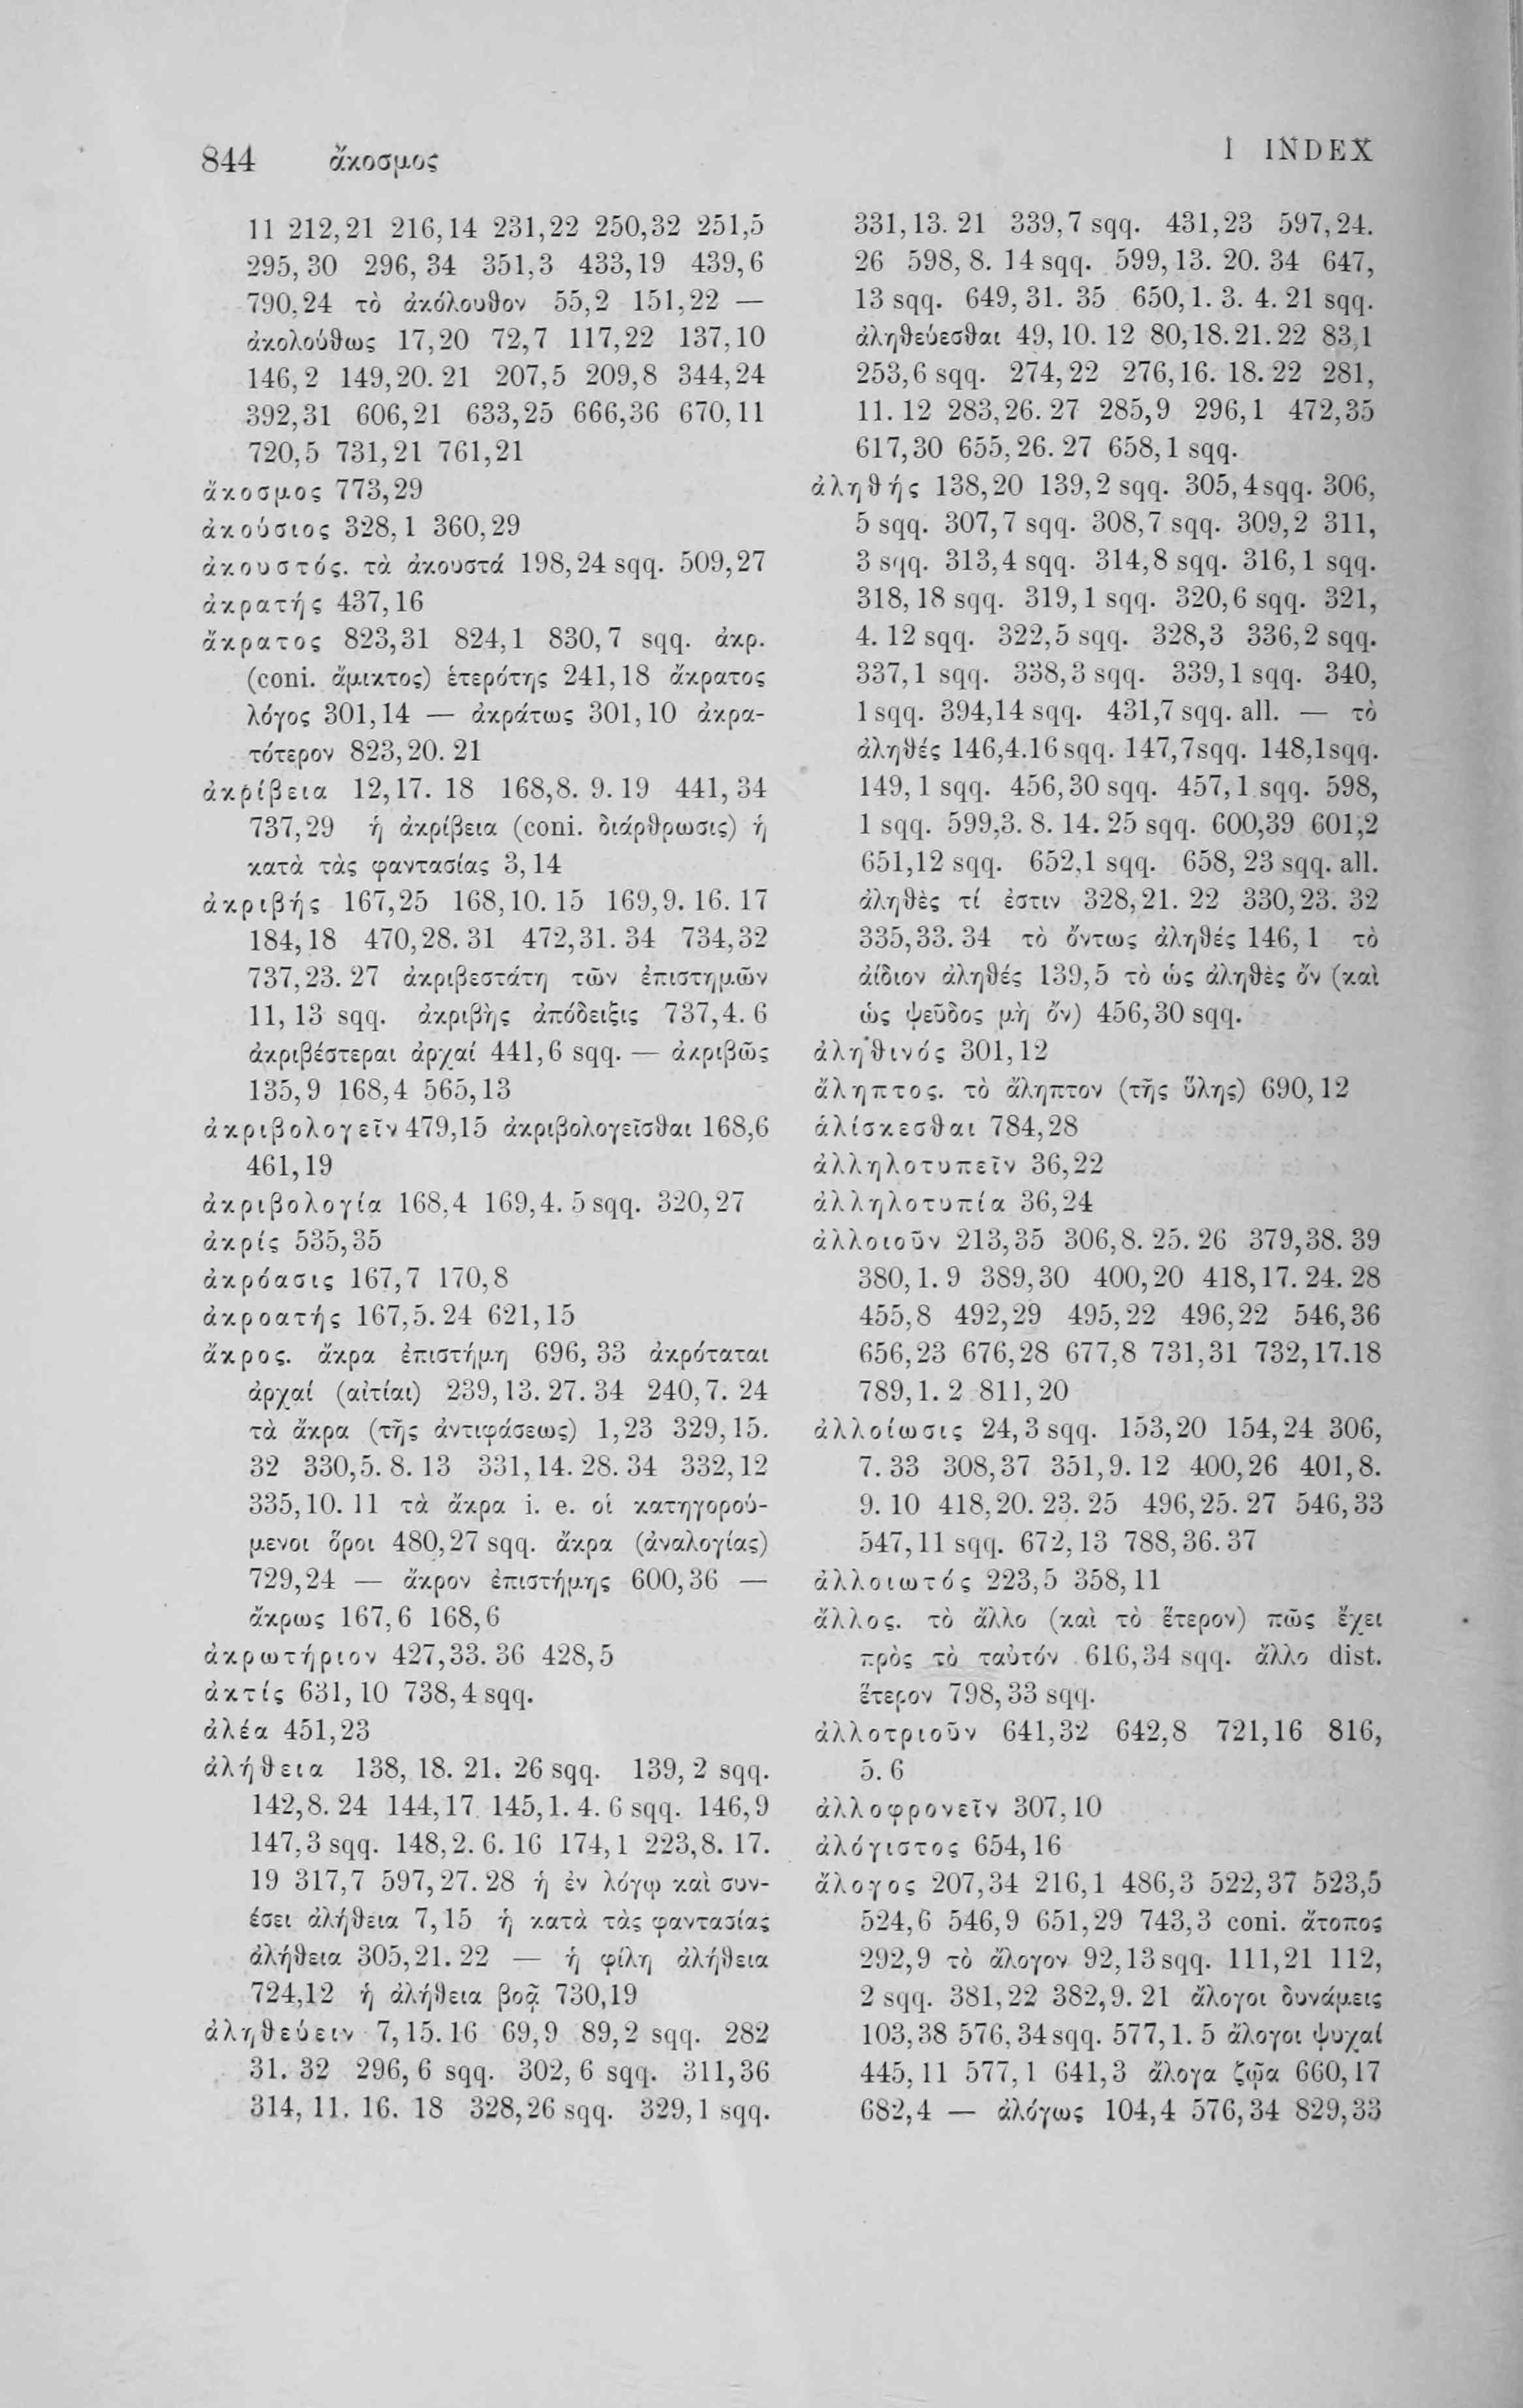 844 ἄκοσμος
I INDEX
11 212,21 216,14 231,22 250,32 251,5
295,30 296,34 351,3 433,19 439,6
790,24 τὸ ἀκόλουθον 55,2 151,22 —
ἀκολούθως 17,20 72,7 117,22 137,10
146,2 149,20. 21 207,5 209,8 344,24
392,31 606,21 633,25 666,36 670,11
720,5 731,21 761,21
ἄκοσμος 773,29
ἀκούσιος 328,1 360,29
ἀκουστός. τὰ ἀκουστά 198,24 sqq. 509,27
ἀκρατής 437,16
ἄκρατος 823,31 824,1 830,7 sqq. ἀκρ.
(coni. ἄμικτος) ἑτερότης 241,18 ἄκρατος
λόγος 301,14 — ἀκράτως 301,10 ἀκρα-
τότερον 823,20. 21
ἀκρίβεια 12,17. 18 168,8. 9. 19 441,34
737,29 ἡ ἀκρίβεια (coni. διάρθρωσις) ἡ
κατὰ τὰς φαντασίας 3,14
ἀκριβής 167,25 168,10. 15 169,9. 16. 17
184,18 470,28. 31 472,31. 34 734,32
737,23. 27 ἀκριβεστάτη τῶν ἐπιστημῶν
11,13 sqq. ἀκριβὴς ἀπόδειξις 737,4. 6
ἀκριβέστεραι ἀρχαί 441,6 sqq. — ἀκριβῶς
135,9 168,4 565,13
ἀκριβολογεῖν 479,15 ἀκριβολογεῖσθαι 168,6
461,19
ἀκριβολογία 168,4 169,4. 5 sqq. 320,27
ἀκρίς 535,35
ἀκρόασις 167,7 170,8
ἀκροατής 167,5. 24 621,15
ἄκρος. ἄκρα ἐπιστήμη 696,33 ἀκρόταται
ἀρχαί (αἰτίαι) 239,13. 27. 34 240,7. 24
τὰ ἄκρα (τῆς ἀντιφάσεως) 1,23 329,15.
32 330,5. 8. 13 331,14. 28. 34 332,12
335,10. 11 τὰ ἄκρα i. e. οἱ κατηγορού-
μενοι ὅροι 480,27 sqq. ἄκρα (ἀναλογίας)
729,24 — ἄκρον ἐπιστήμης 600,36 —
ἄκρως 167,6 168,6
ἀκρωτήριον 427,33. 36 428,5
ἀκτίς 631,10 738,4 sqq.
ἀλέα 451,23
ἀλήθεια 138,18. 21. 26 sqq. 139,2 sqq.
142,8. 24 144,17 145,1. 4. 6 sqq. 146,9
147,3 sqq. 148,2. 6. 16 174,1 223,8. 17.
19 317,7 597,27. 28 ἡ ἐν λόγῳ καὶ συν-
έσει ἀλήθεια 7,15 ἡ κατὰ τὰς φαντασίας
ἀλήθεια 305,21. 22 — ἡ φίλη ἀλήθεια
724,12 ἡ ἀλήθεια βοᾷ 730,19
ἀληθεύειν 7,15. 16 69,9 89,2 sqq. 282
31. 32 296,6 sqq. 302,6 sqq. 311,36
314,11. 16. 18 328,26 sqq. 329,1 sqq.
331,13. 21 339,7 sqq. 431,23 597,24.
26 598,8. 14 sqq. 599,13. 20. 34 647,
13 sqq. 649,31. 35 650,1. 3. 4. 21 sqq.
ἀληθεύεσθαι 49,10. 12 80,18. 21. 22 83,1
253,6 sqq. 274,22 276,16. 18. 22 281,
11. 12 283,26. 27 285,9 296,1 472,35
617,30 655,26. 27 658,1 sqq.
ἀληθής 138,20 139,2 sqq. 305,4 sqq. 306,
5 sqq. 307,7 sqq. 308,7 sqq. 309,2 311,
3 sqq. 313,4 sqq. 314,8 sqq. 316,1 sqq.
318,18 sqq. 319,1 sqq. 320,6 sqq. 321,
4. 12 sqq. 322,5 sqq. 328,3 336,2 sqq.
337,1 sqq. 338,3 sqq. 339,1 sqq. 340,
1 sqq. 394,14 sqq. 431,7 sqq. all. — τὸ
ἀληθές 146,4. 16 sqq. 147,7 sqq. 148,1 sqq.
149,1 sqq. 456,30 sqq. 457,1 sqq. 598,
1 sqq. 599,3. 8. 14. 25 sqq. 600,39 601,2
651,12 sqq. 652,1 sqq. 658,23 sqq. all.
ἀληθὲς τί ἐστιν 328,21. 22 330,23. 32
335,33. 34 τὸ ὄντως ἀληθές 146,1 τὸ
ἀίδιον ἀληθές 139,5 τὸ ὡς ἀληθὲς ὄν (καὶ
ὡς ψεῦδος μὴ ὄν) 456,30 sqq.
ἀληθινός 301,12
ἄληπτος. τὸ ἄληπτον (τῆς ὕλης) 690,12
ἁλίσκεσθαι 784,28
ἀλληλοτυπεῖν 36,22
ἀλληλοτυπία 36,24
ἀλλοιοῦν 213,35 306,8. 25. 26 379,38. 39
380,1. 9 389,30 400,20 418,17. 24. 28
455,8 492,29 495,22 496,22 546,36
656,23 676,28 677,8 731,31 732,17.18
789,1. 2 811,20
ἀλλοίωσις 24,3 sqq. 153,20 154,24 306,
7. 33 308,37 351,9. 12 400,26 401,8.
9. 10 418,20. 23. 25 496,25. 27 546,33
547,11 sqq. 672,13 788,36. 37
ἀλλοιωτός 223,5 358,11
ἄλλος. τὸ ἄλλο (καὶ τὸ ἕτερον) πῶς ἔχει
πρὸς τὸ ταὐτόν 616,34 sqq. ἄλλο dist.
ἕτερον 798,33 sqq.
ἀλλοτριοῦν 641,32 642,8 721,16 816,
5. 6
ἀλλοφρονεῖν 307,10
ἀλόγιστος 654,16
ἄλογος 207,34 216,1 486,3 522,37 523,5
524,6 546,9 651,29 743,3 coni. ἄτοπος
292,9 τὸ ἄλογον 92,13 sqq. 111,21 112,
2 sqq. 381,22 382,9. 21 ἄλογοι δυνάμεις
103,38 576,34 sqq. 577,1. 5 ἄλογοι ψυχαί
445,11 577,1 641,3 ἄλογα ζῷα 660,17
682,4 — ἀλόγως 104,4 576,34 829,33